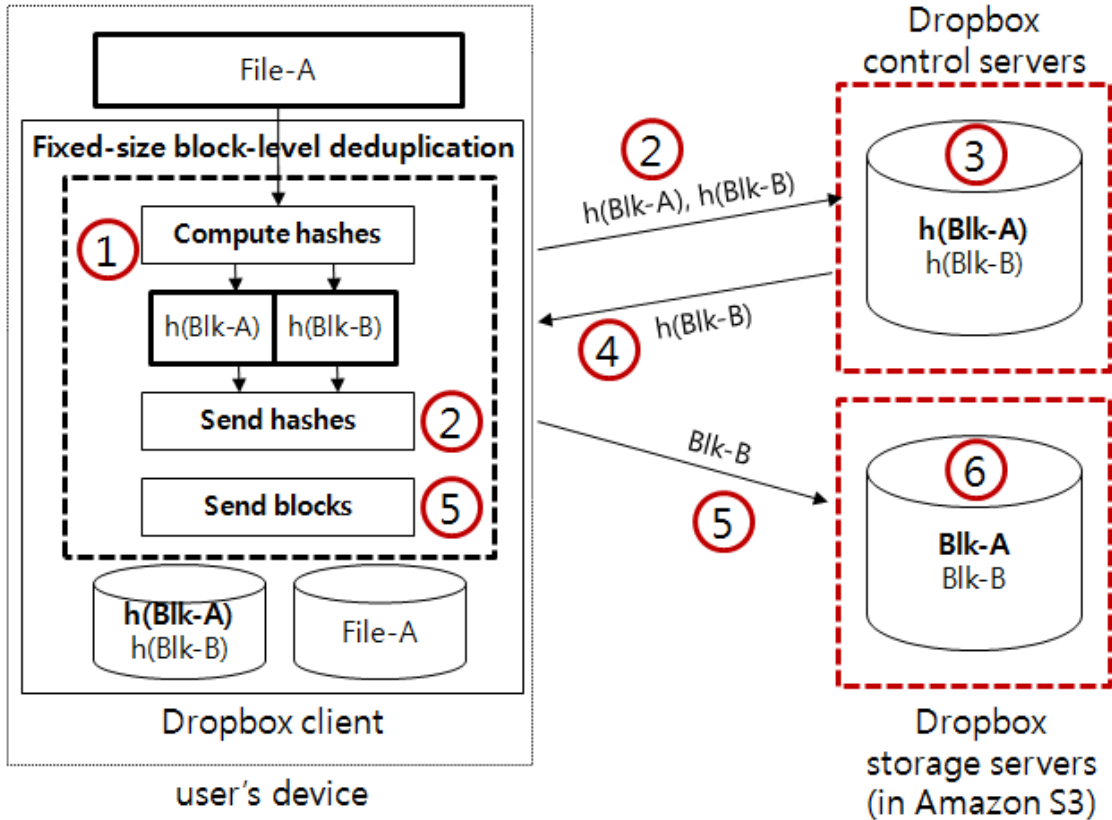 File-A
Fixed-size block-level deduplication
1
Compute hashes
h(Blk-A)
h(Blk-B)
Send hashes
2
Send blocks
5
h(Blk-A)
h(Blk-B)
File-A
Dropbox client
user's device
2
h(Blk-A), h(Blk-B)
h(Blk-B)
4
Blk-B
5
Dropbox
control servers
3
h(Blk-A)
h(Blk-B)
6
Blk-A
Blk-B
Dropbox
storage servers
(in Amazon S3)